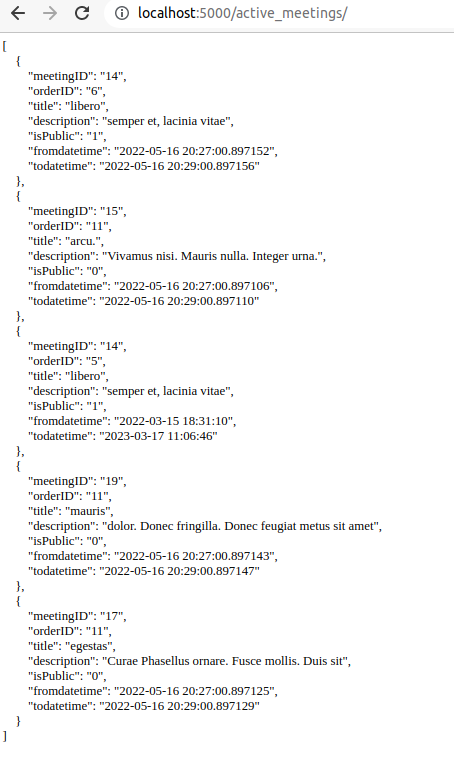 localhost:5000/active_meetings/
[
{
"meetingID": "14",
"orderID": "6",
"title": "libero",
"description": "semper et, lacinia vitae",
"isPublic": "1",
"fromdatetime": "2022-05-16 20:27:00.897152",
"todatetime": "2022-05-16 20:29:00.897156"
},
{
"meetingID": "15",
"orderID": "11",
"title": "arcu.",
"description": "Vivamus nisi. Mauris nulla. Integer urna.",
"isPublic": "0",
"fromdatetime": "2022-05-16 20:27:00.897106",
"todatetime": "2022-05-16 20:29:00.897110"
},
{
"meetingID": "14",
"orderID": "5",
"title": "libero",
"description": "semper et, lacinia vitae",
"isPublic": "1",
"fromdatetime": "2022-03-15 18:31:10",
"todatetime": "2023-03-17 11:06:46"
},
{
"meetingID": "19",
"orderID": "11",
"title": "mauris",
"description": "dolor. Donec fringilla. Donec feugiat metus sit amet",
"isPublic": "0",
"fromdatetime": "2022-05-16 20:27:00.897143",
"todatetime": "2022-05-16 20:29:00.897147"
},
{
"meetingID": "17",
"orderID": "11",
"title": "egestas",
"description": "Curae Phasellus ornare. Fusce mollis. Duis sit",
"isPublic": "0",
"fromdatetime": "2022-05-16 20:27:00.897125",
"todatetime": "2022-05-16 20:29:00.897129"
}
]